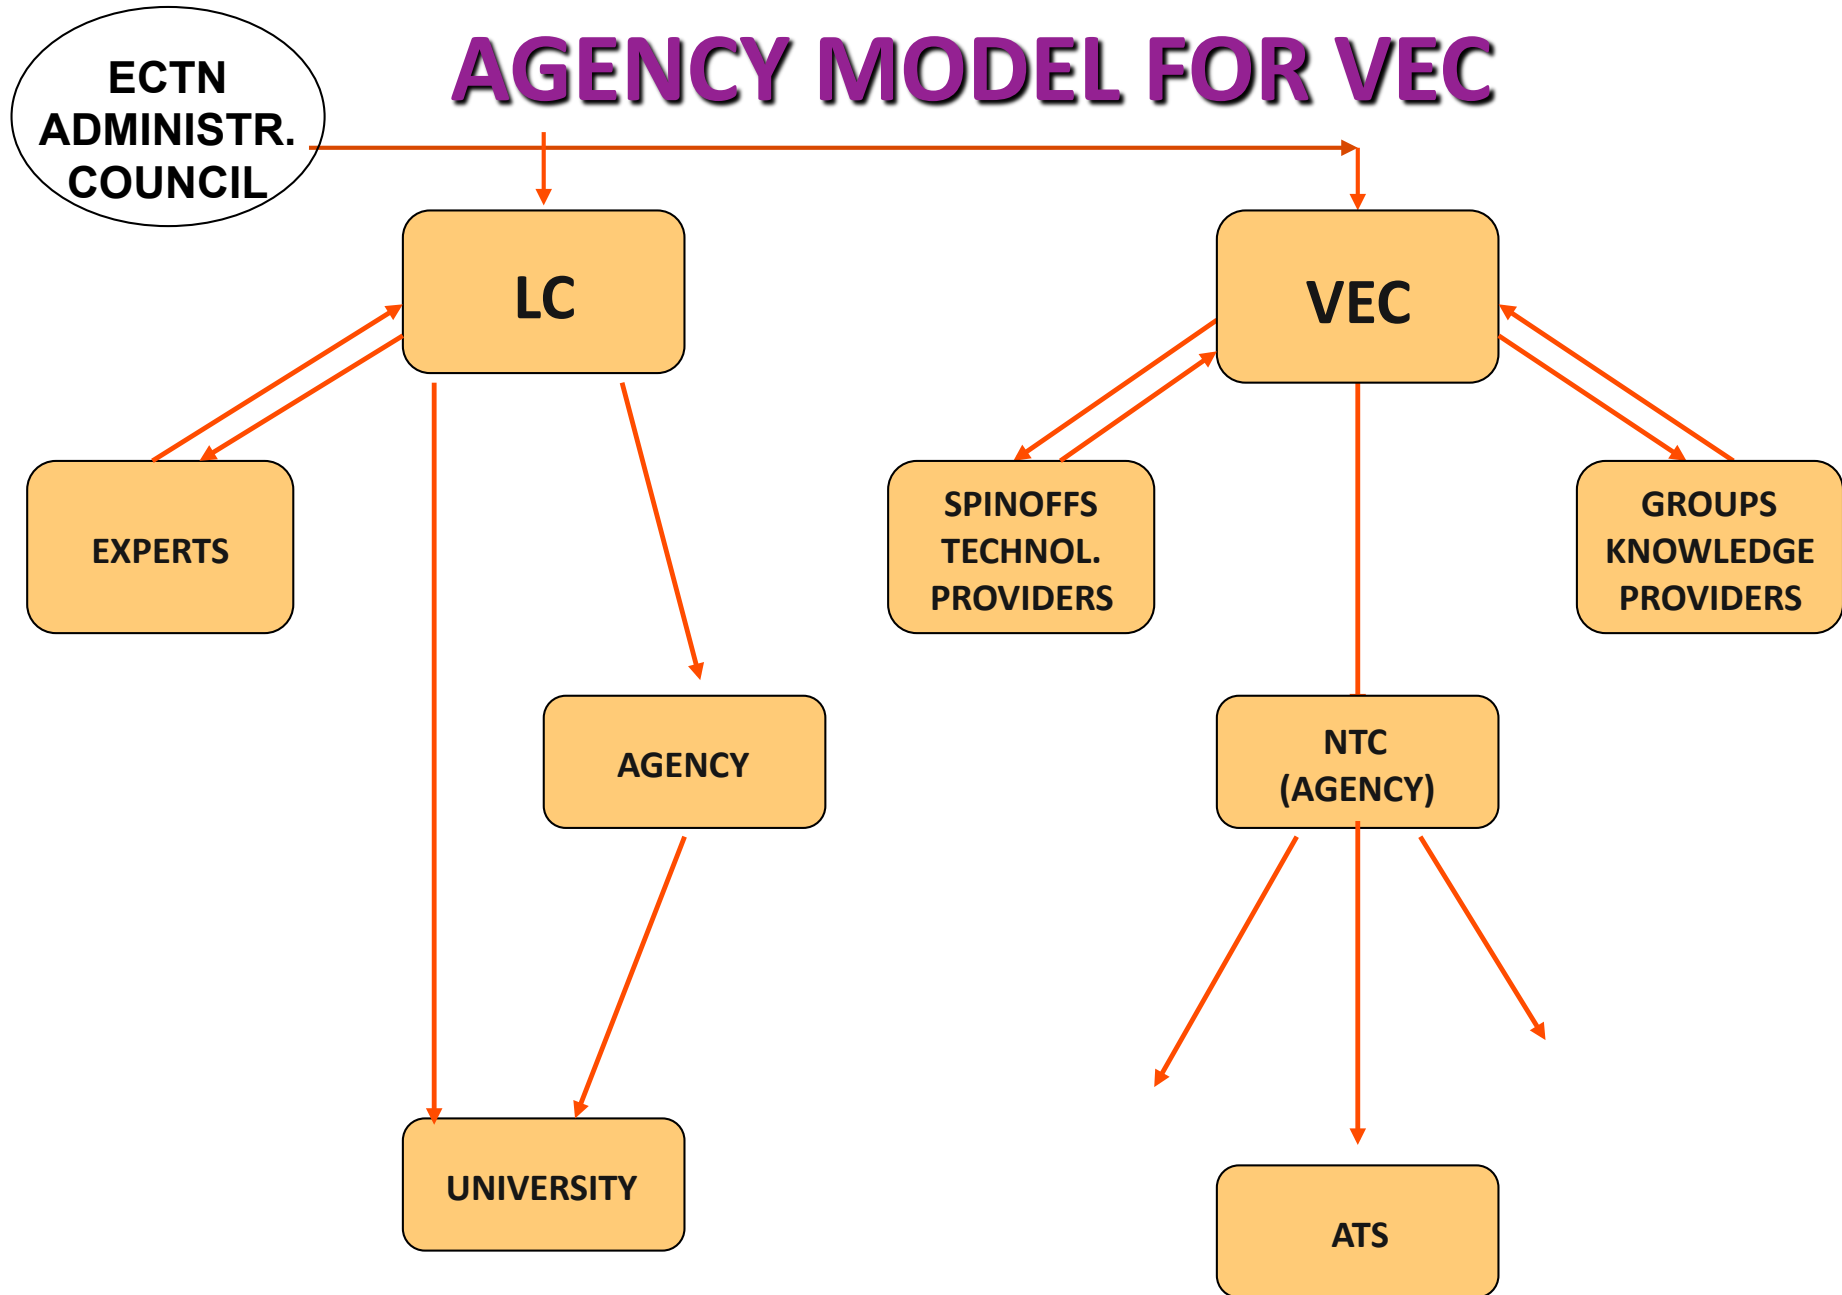 AGENCY MODEL FOR VEC
ECTN
ADMINISTR.
COUNCIL
LC
VEC
EXPERTS
SPINOFFS
TECHNOL.
PROVIDERS
GROUPS
KNOWLEDGE
PROVIDERS
AGENCY
NTC
(AGENCY)
UNIVERSITY
ATS